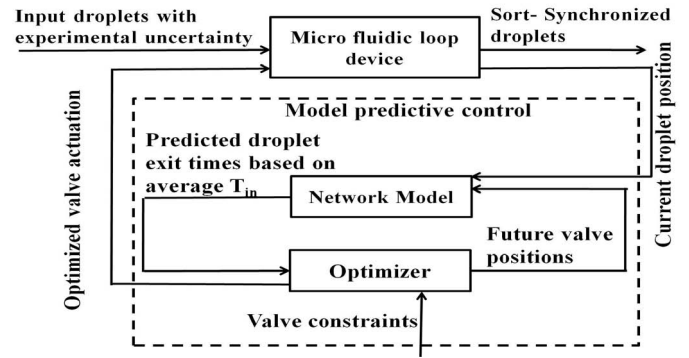 Input droplets with
experimental uncertainty
Micro fluidic loop
device
Sort- Synchronized
droplets
Model predictive control
Predicted droplet
exit times based on
average T_in
Network Model
Optimizer
Future valve
positions
Valve constraints
Optimized valve actuation
Current droplet position